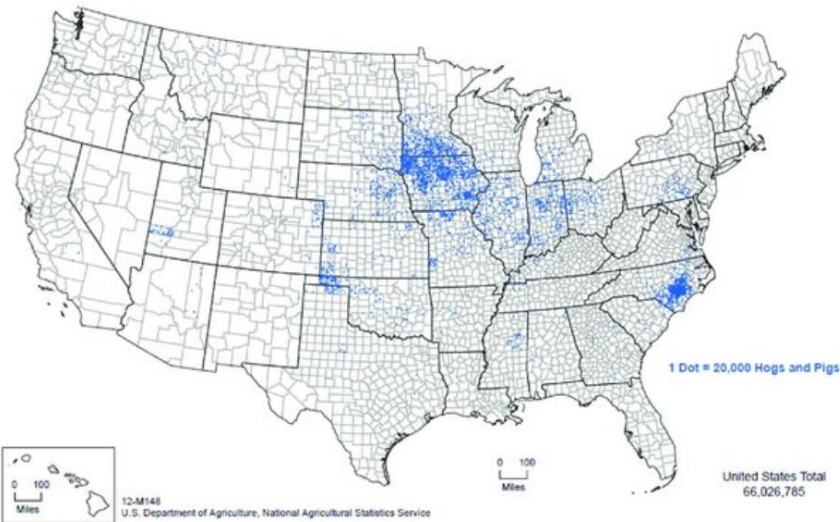 1 Dot = 20,000 Hogs and Pigs
0 100
Miles
0 100
Miles
12-M148
U.S. Department of Agriculture, National Agricultural Statistics Service
United States Total
66,026,785